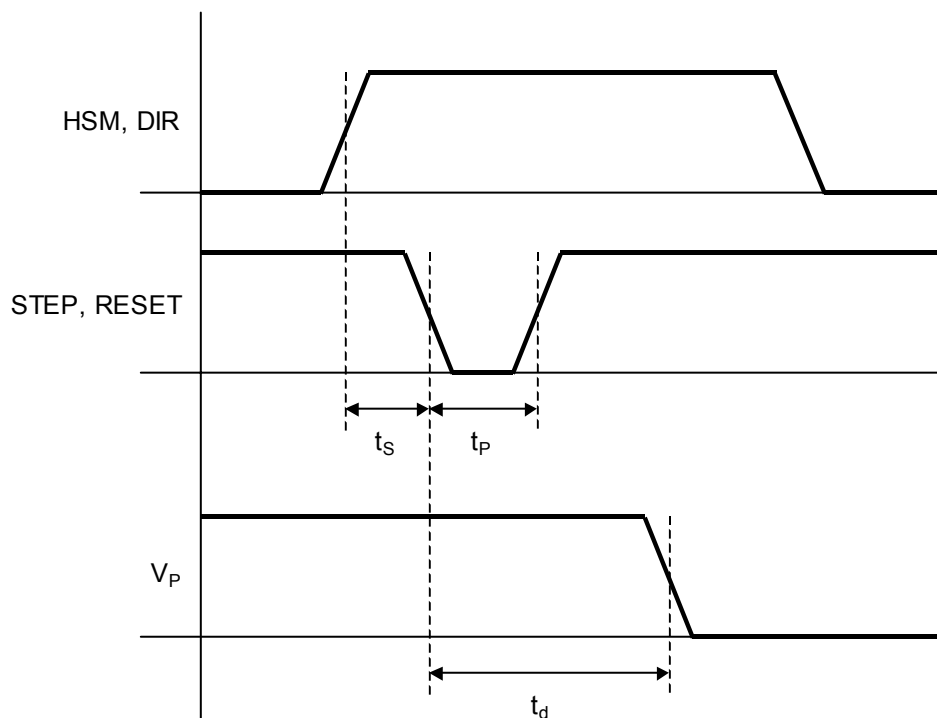 HSM, DIR
STEP, RESET
tS
tP
VP
td